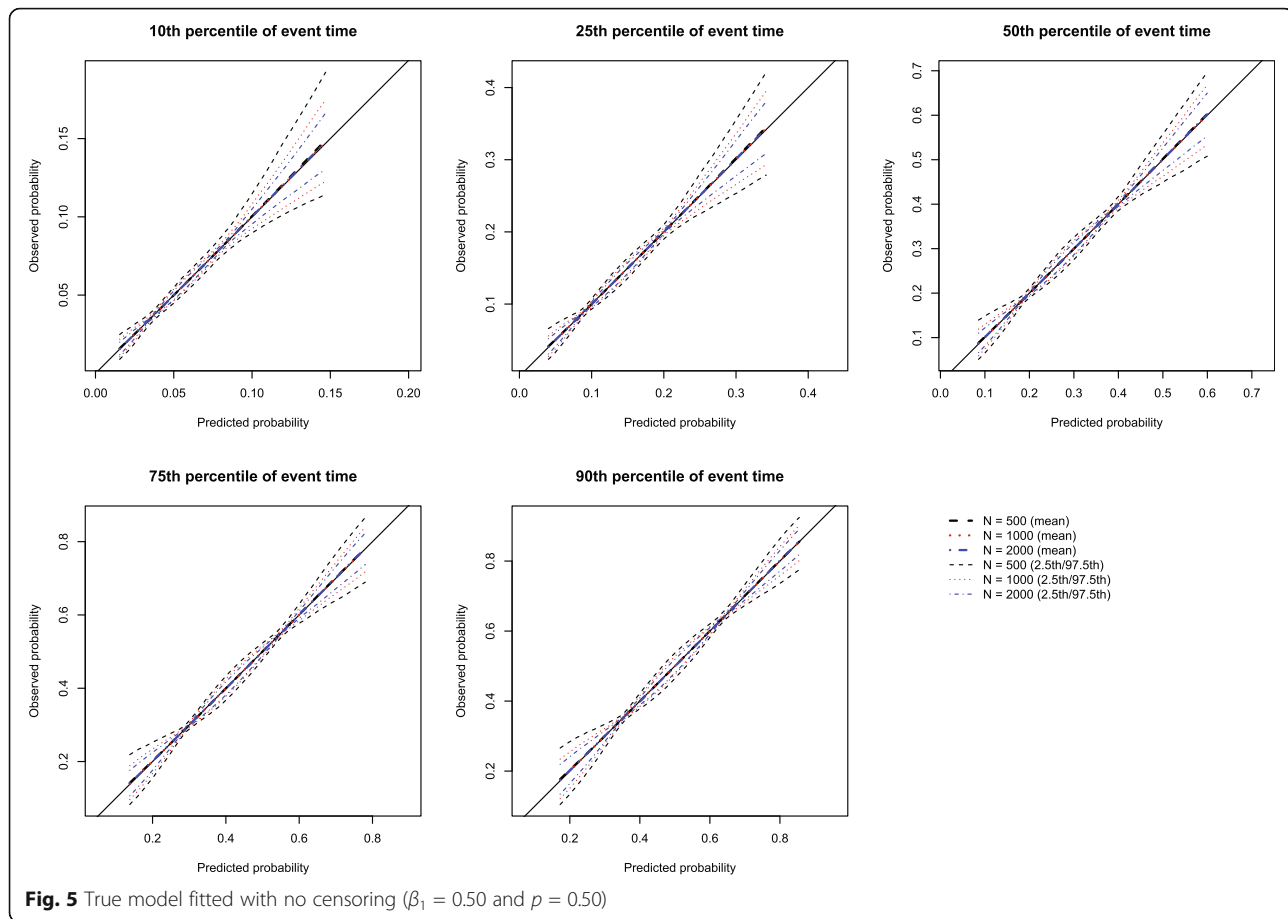 10th percentile of event time
Observed probability
0.05 0.10 0.15
0.00 0.05 0.10 0.15 0.20
Predicted probability
25th percentile of event time
Observed probability
0.1 0.2 0.3 0.4
0.0 0.1 0.2 0.3 0.4
Predicted probability
50th percentile of event time
Observed probability
0.1 0.2 0.3 0.4 0.5 0.6 0.7
0.0 0.1 0.2 0.3 0.4 0.5 0.6 0.7
Predicted probability
75th percentile of event time
Observed probability
0.2 0.4 0.6 0.8
0.2 0.4 0.6 0.8
Predicted probability
90th percentile of event time
Observed probability
0.2 0.4 0.6 0.8
0.2 0.4 0.6 0.8
Predicted probability
N = 500 (mean)
N = 1000 (mean)
N = 2000 (mean)
N = 500 (2.5th/97.5th)
N = 1000 (2.5th/97.5th)
N = 2000 (2.5th/97.5th)
Fig. 5 True model fitted with no censoring (β₁ = 0.50 and p = 0.50)